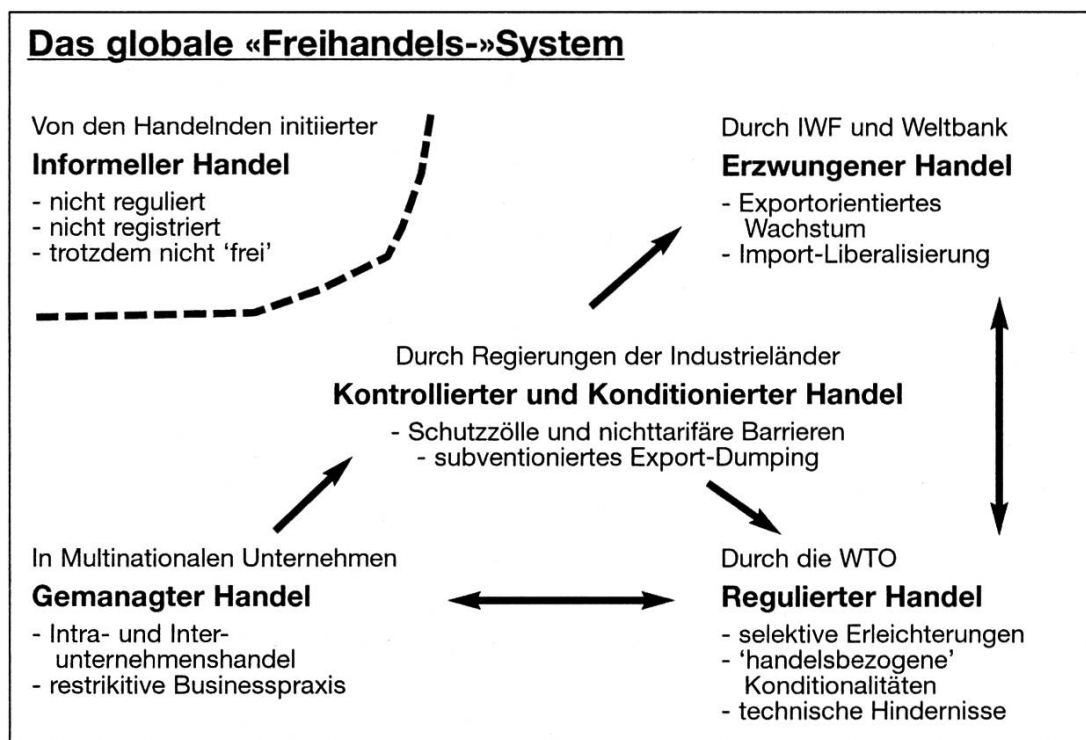 Das globale «Freihandels-»System
Von den Handelnden initiierter
Informeller Handel
- nicht reguliert
- nicht registriert
- trotzdem nicht ‘frei’
Durch IWF und Weltbank
Erzwungener Handel
- Exportorientiertes
Wachstum
- Import-Liberalisierung
Durch Regierungen der Industrieländer
Kontrollierter und Konditionierter Handel
- Schutzzölle und nichttarifäre Barrieren
- subventioniertes Export-Dumping
In Multinationalen Unternehmen
Gemanagter Handel
- Intra- und Inter-
unternehmenshandel
- restrikitive Businesspraxis
Durch die WTO
Regulierter Handel
- selektive Erleichterungen
- ‘handelsbezogene’
Konditionalitäten
- technische Hindernisse